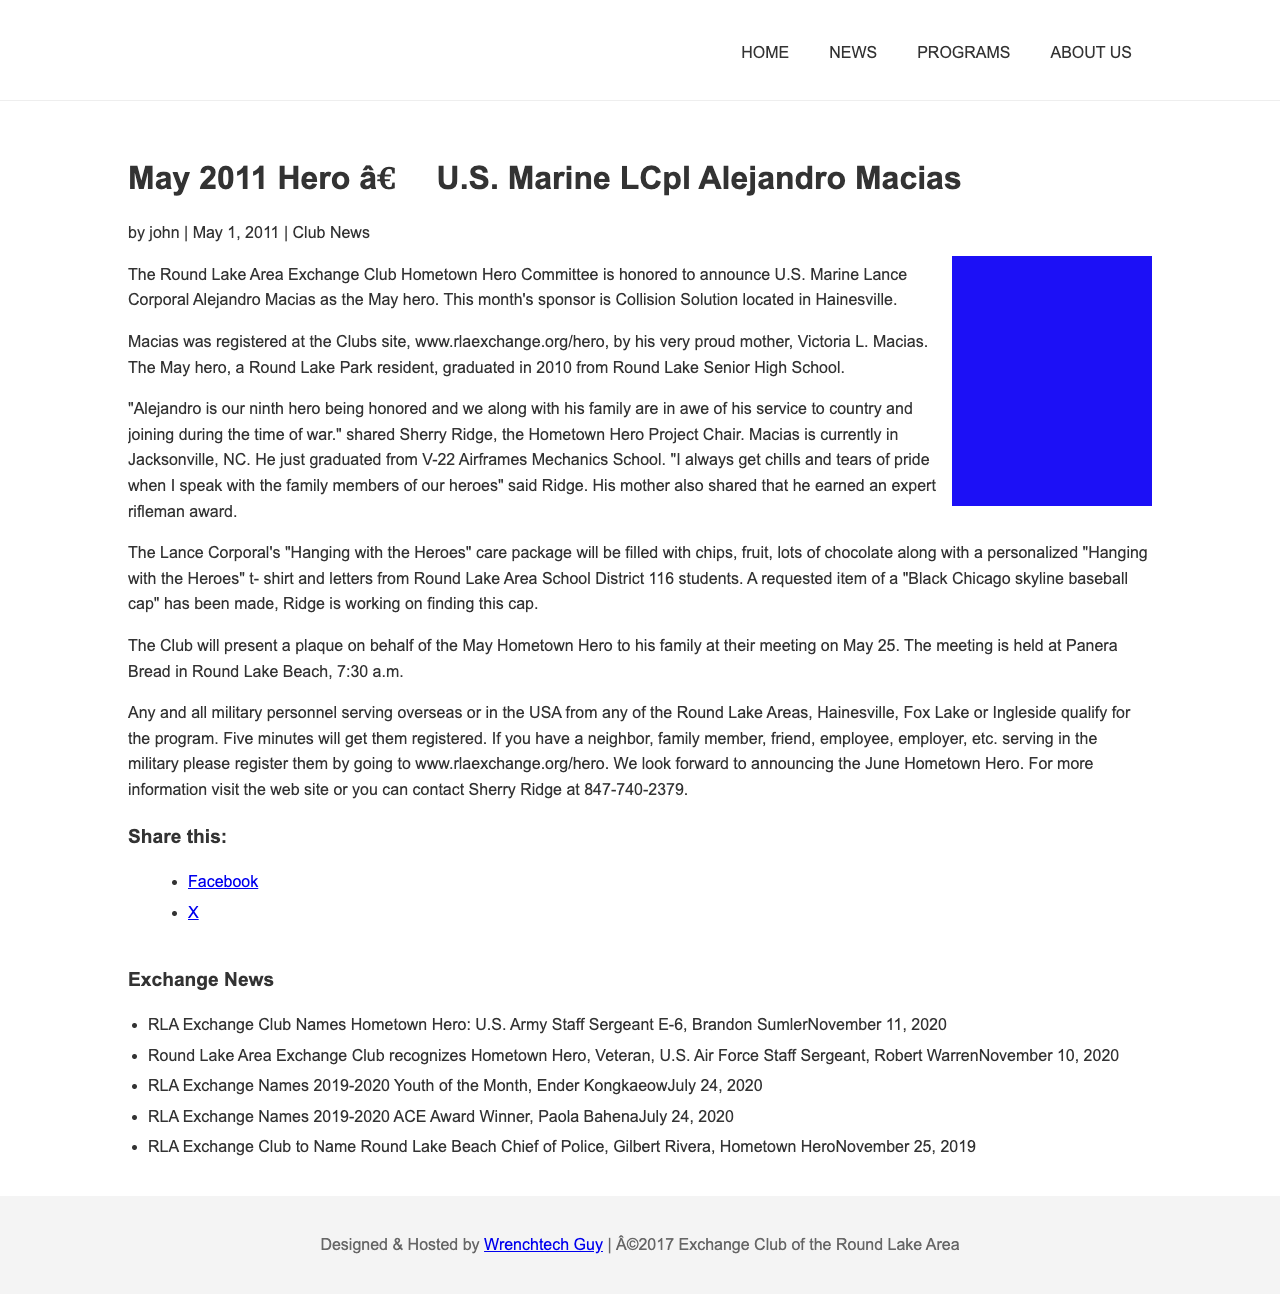 HOME NEWS PROGRAMS ABOUT US
May 2011 Hero â€ U.S. Marine LCpl Alejandro Macias
by john | May 1, 2011 | Club News
The Round Lake Area Exchange Club Hometown Hero Committee is honored to announce U.S. Marine Lance
Corporal Alejandro Macias as the May hero. This month's sponsor is Collision Solution located in Hainesville.
Macias was registered at the Clubs site, www.rlaexchange.org/hero, by his very proud mother, Victoria L. Macias.
The May hero, a Round Lake Park resident, graduated in 2010 from Round Lake Senior High School.
"Alejandro is our ninth hero being honored and we along with his family are in awe of his service to country and
joining during the time of war." shared Sherry Ridge, the Hometown Hero Project Chair. Macias is currently in
Jacksonville, NC. He just graduated from V-22 Airframes Mechanics School. "I always get chills and tears of pride
when I speak with the family members of our heroes" said Ridge. His mother also shared that he earned an expert
rifleman award.
The Lance Corporal's "Hanging with the Heroes" care package will be filled with chips, fruit, lots of chocolate along with a personalized "Hanging
with the Heroes" t- shirt and letters from Round Lake Area School District 116 students. A requested item of a "Black Chicago skyline baseball
cap" has been made, Ridge is working on finding this cap.
The Club will present a plaque on behalf of the May Hometown Hero to his family at their meeting on May 25. The meeting is held at Panera
Bread in Round Lake Beach, 7:30 a.m.
Any and all military personnel serving overseas or in the USA from any of the Round Lake Areas, Hainesville, Fox Lake or Ingleside qualify for
the program. Five minutes will get them registered. If you have a neighbor, family member, friend, employee, employer, etc. serving in the
military please register them by going to www.rlaexchange.org/hero. We look forward to announcing the June Hometown Hero. For more
information visit the web site or you can contact Sherry Ridge at 847-740-2379.
Share this:
• Facebook
• X
Exchange News
• RLA Exchange Club Names Hometown Hero: U.S. Army Staff Sergeant E-6, Brandon SumlerNovember 11, 2020
• Round Lake Area Exchange Club recognizes Hometown Hero, Veteran, U.S. Air Force Staff Sergeant, Robert WarrenNovember 10, 2020
• RLA Exchange Names 2019-2020 Youth of the Month, Ender KongkaeowJuly 24, 2020
• RLA Exchange Names 2019-2020 ACE Award Winner, Paola BahenaJuly 24, 2020
• RLA Exchange Club to Name Round Lake Beach Chief of Police, Gilbert Rivera, Hometown HeroNovember 25, 2019
Designed & Hosted by Wrenchtech Guy | Â©2017 Exchange Club of the Round Lake Area